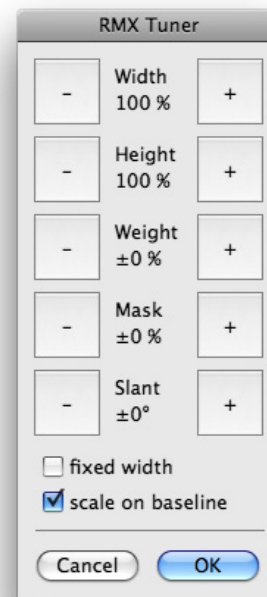 RMX Tuner
Width
- 100 % +
Height
- 100 % +
Weight
- ±0 % +
Mask
- ±0 % +
Slant
- ±0° +
fixed width
scale on baseline
Cancel OK